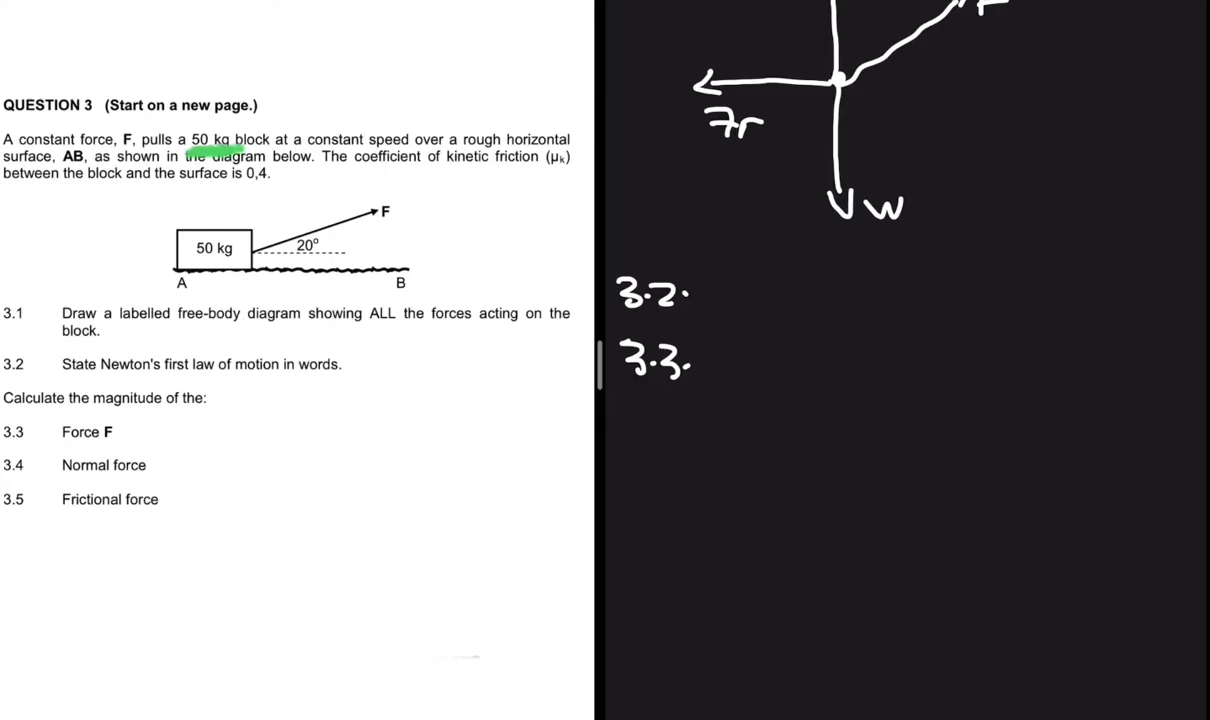 QUESTION 3 (Start on a new page.)
A constant force, F, pulls a 50 kg block at a constant speed over a rough horizontal
surface, AB, as shown in the diagram below. The coefficient of kinetic friction (μₖ)
between the block and the surface is 0,4.
F
50 kg
20°
A
B
3.1 Draw a labelled free-body diagram showing ALL the forces acting on the
block.
3.2 State Newton's first law of motion in words.
Calculate the magnitude of the:
3.3 Force F
3.4 Normal force
3.5 Frictional force
F
Fr
W
3.2.
3.3.